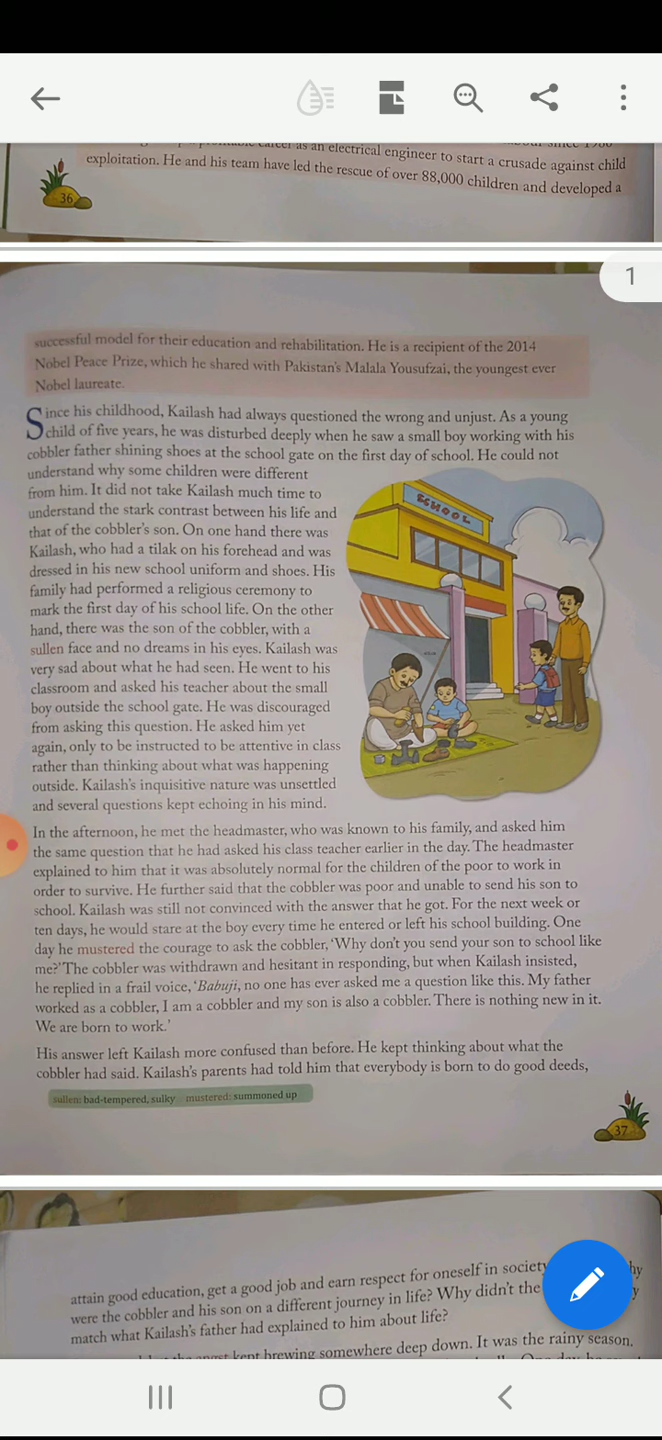 as an electrical engineer to start a crusade against child
exploitation. He and his team have led the rescue of over 88,000 children and developed a
36
1
successful model for their education and rehabilitation. He is a recipient of the 2014
Nobel Peace Prize, which he shared with Pakistan's Malala Yousufzai, the youngest ever
Nobel laureate.
Since his childhood, Kailash had always questioned the wrong and unjust. As a young
child of five years, he was disturbed deeply when he saw a small boy working with his
cobbler father shining shoes at the school gate on the first day of school. He could not
understand why some children were different
from him. It did not take Kailash much time to
understand the stark contrast between his life and
that of the cobbler's son. On one hand there was
Kailash, who had a tilak on his forehead and was
dressed in his new school uniform and shoes. His
family had performed a religious ceremony to
mark the first day of his school life. On the other
hand, there was the son of the cobbler, with a
sullen face and no dreams in his eyes. Kailash was
very sad about what he had seen. He went to his
classroom and asked his teacher about the small
boy outside the school gate. He was discouraged
from asking this question. He asked him yet
again, only to be instructed to be attentive in class
rather than thinking about what was happening
outside. Kailash's inquisitive nature was unsettled
and several questions kept echoing in his mind.
SCHOOL
In the afternoon, he met the headmaster, who was known to his family, and asked him
the same question that he had asked his class teacher earlier in the day. The headmaster
explained to him that it was absolutely normal for the children of the poor to work in
order to survive. He further said that the cobbler was poor and unable to send his son to
school. Kailash was still not convinced with the answer that he got. For the next week or
ten days, he would stare at the boy every time he entered or left his school building. One
day he mustered the courage to ask the cobbler, 'Why don't you send your son to school like
me?' The cobbler was withdrawn and hesitant in responding, but when Kailash insisted,
he replied in a frail voice, 'Babuji, no one has ever asked me a question like this. My father
worked as a cobbler, I am a cobbler and my son is also a cobbler. There is nothing new in it.
We are born to work.'
His answer left Kailash more confused than before. He kept thinking about what the
cobbler had said. Kailash's parents had told him that everybody is born to do good deeds,
sullen: bad-tempered, sulky mustered: summoned up
37
attain good education, get a good job and earn respect for oneself in society
were the cobbler and his son on a different journey in life? Why didn't the
match what Kailash's father had explained to him about life?
kept brewing somewhere deep down. It was the rainy season,